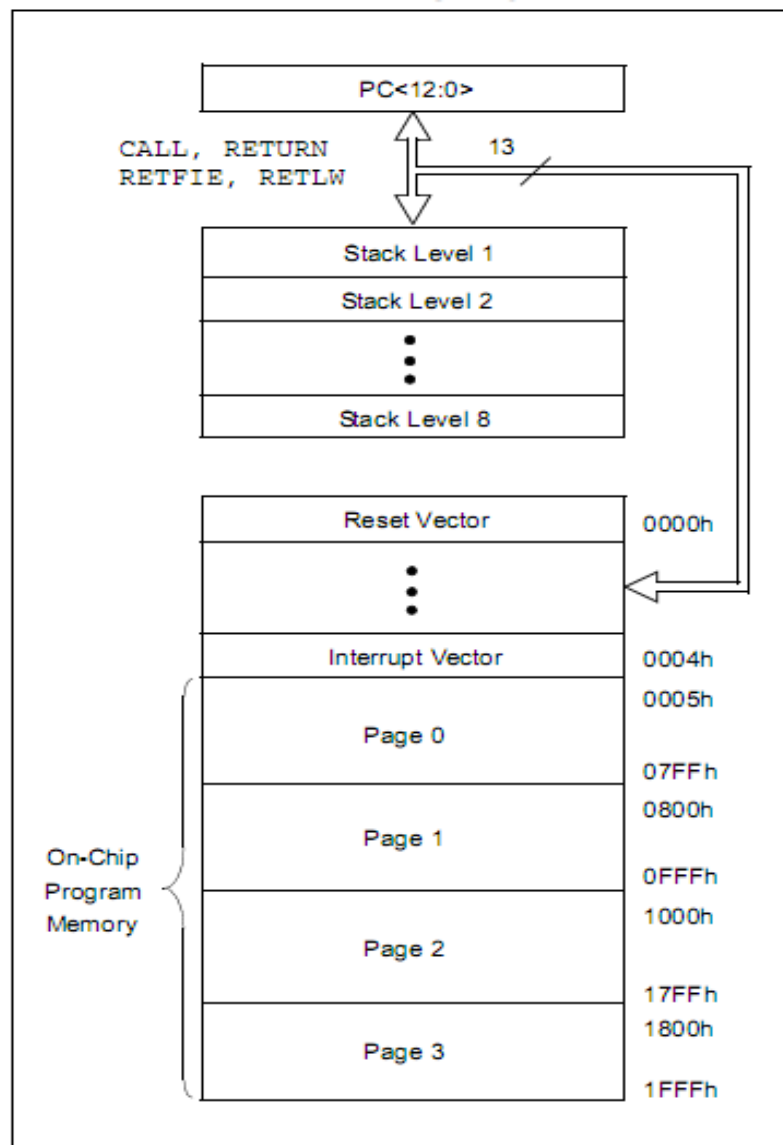 PC<12:0>
CALL, RETURN
RETFIE, RETLW
13
Stack Level 1
Stack Level 2
Stack Level 8
Reset Vector
0000h
Interrupt Vector
0004h
0005h
Page 0
07FFh
0800h
Page 1
0FFFh
On-Chip
Program
Memory
1000h
Page 2
17FFh
1800h
Page 3
1FFFh